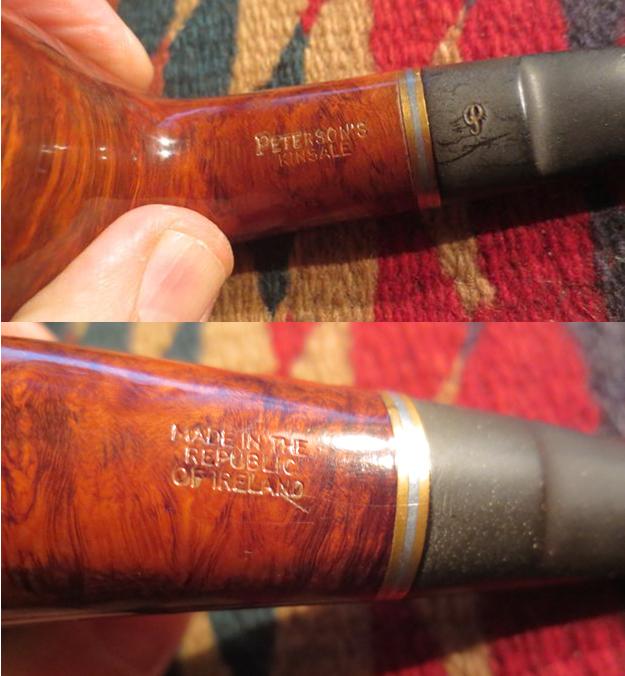 PETERSON'S
KINSALE
P
MADE IN THE
REPUBLIC
OF IRELAND